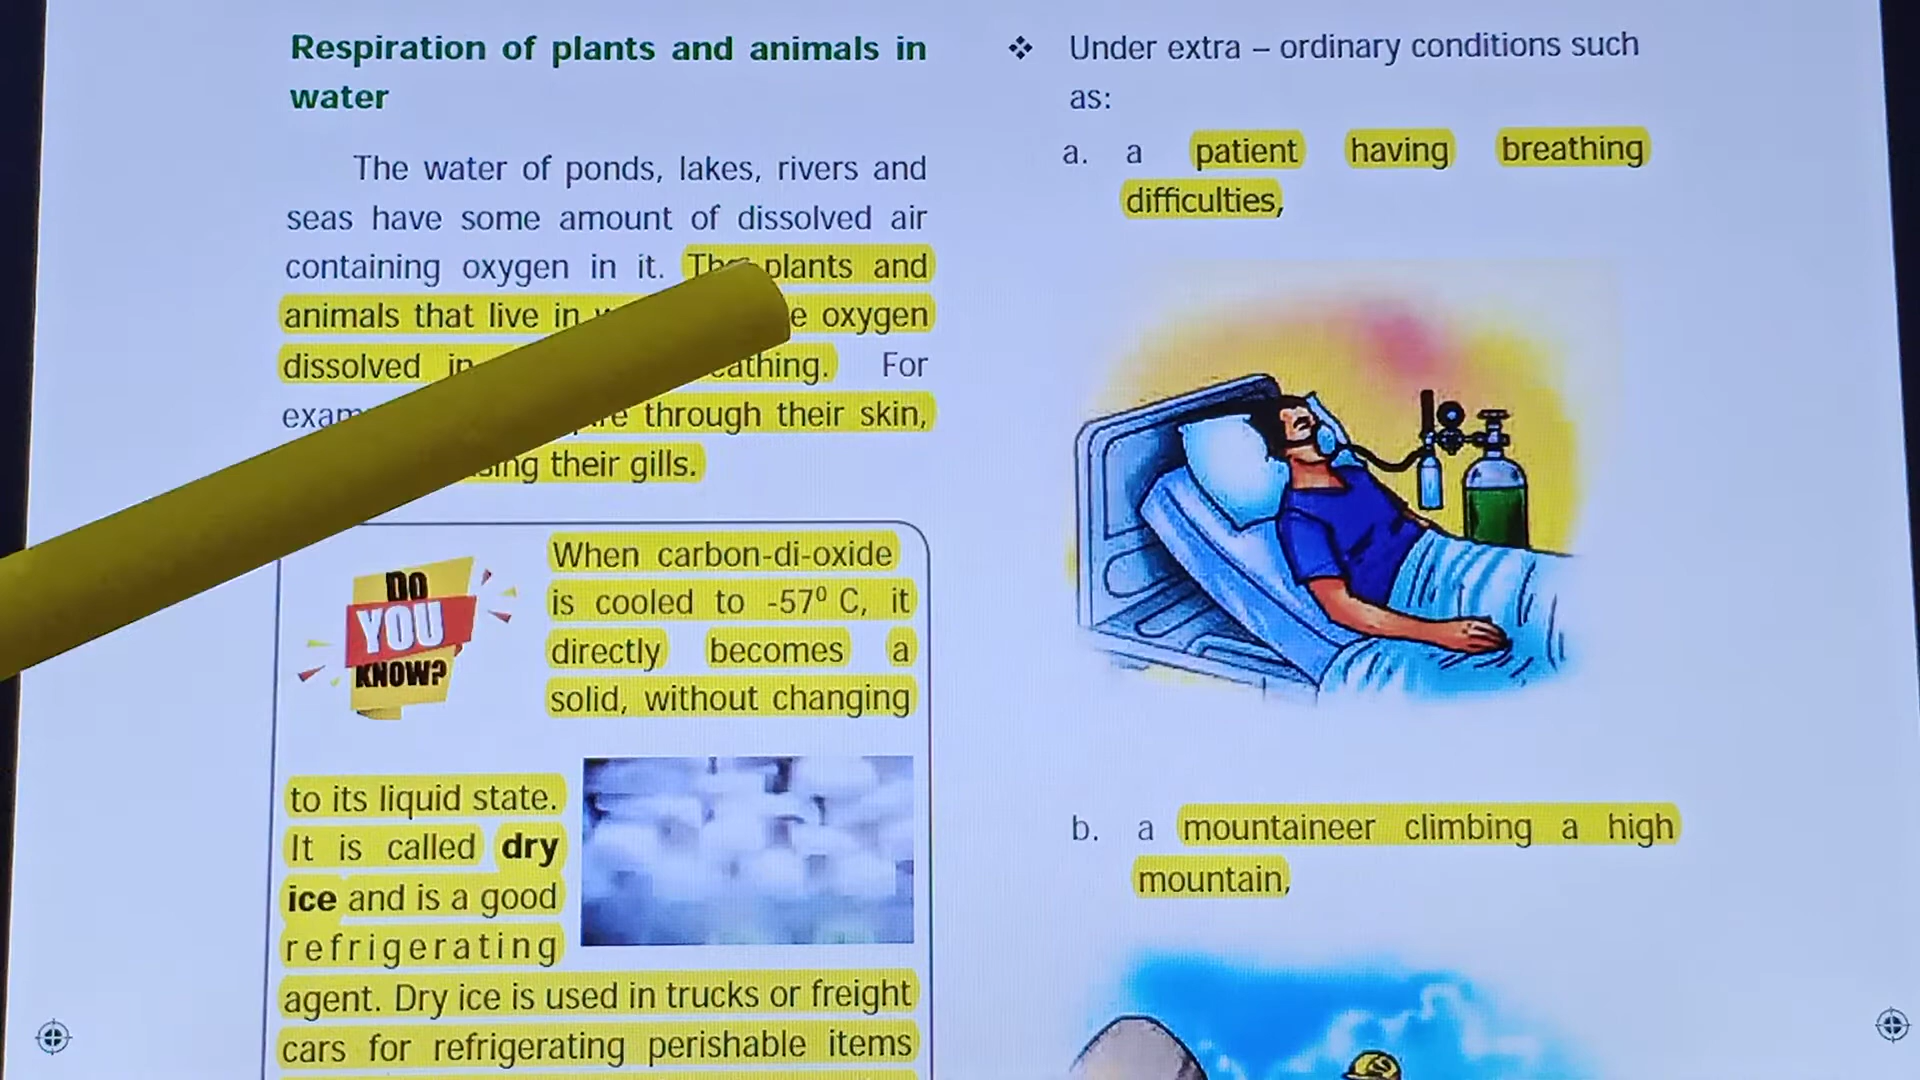 Respiration of plants and animals in
water
The water of ponds, lakes, rivers and
seas have some amount of dissolved air
containing oxygen in it. The plants and
animals that live in oxygen
dissolved in For
through their skin,
their gills.
DO
YOU
KNOW?
When carbon-di-oxide
is cooled to -57⁰ C, it
directly becomes a
solid, without changing
to its liquid state.
It is called dry
ice and is a good
refrigerating
agent. Dry ice is used in trucks or freight
cars for refrigerating perishable items
❖ Under extra – ordinary conditions such
as:
a. a patient having breathing
difficulties,
b. a mountaineer climbing a high
mountain,